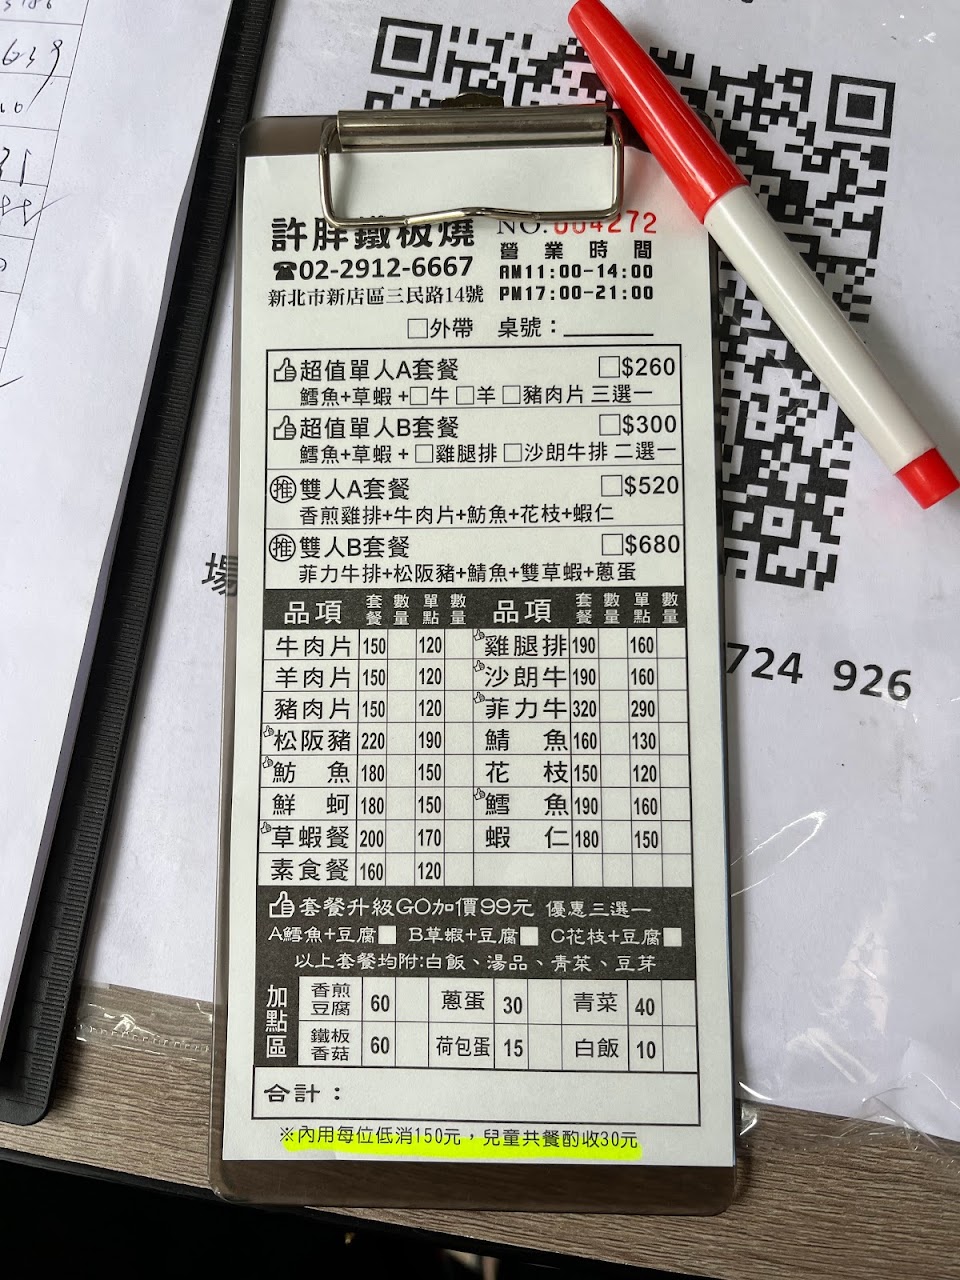 許胖鐵板燒
NO.004272
☎02-2912-6667
營業時間
AM11:00-14:00
新北市新店區三民路14號
PM17:00-21:00
□外帶 桌號：
超值單人A套餐 □$260
鱈魚+草蝦+□牛 □羊 □豬肉片 三選一
超值單人B套餐 □$300
鱈魚+草蝦+□雞腿排 □沙朗牛排 二選一
推 雙人A套餐 □$520
香煎雞排+牛肉片+魴魚+花枝+蝦仁
推 雙人B套餐 □$680
菲力牛排+松阪豬+鯖魚+雙草蝦+蔥蛋
品項 套餐 數量 單點 數量 品項 套餐 數量 單點 數量
牛肉片 150 120 雞腿排 190 160
羊肉片 150 120 沙朗牛 190 160
豬肉片 150 120 菲力牛 320 290
松阪豬 220 190 鯖魚 160 130
魴魚 180 150 花枝 150 120
鮮蚵 180 150 鱈魚 190 160
草蝦餐 200 170 蝦仁 180 150
素食餐 160 120
套餐升級GO加價99元 優惠三選一
A鱈魚+豆腐□ B草蝦+豆腐□ C花枝+豆腐□
以上套餐均附:白飯、湯品、青菜、豆芽
加點區
香煎豆腐 60 蔥蛋 30 青菜 40
鐵板香菇 60 荷包蛋 15 白飯 10
合計：
※內用每位低消150元，兒童共餐酌收30元
場
724 926